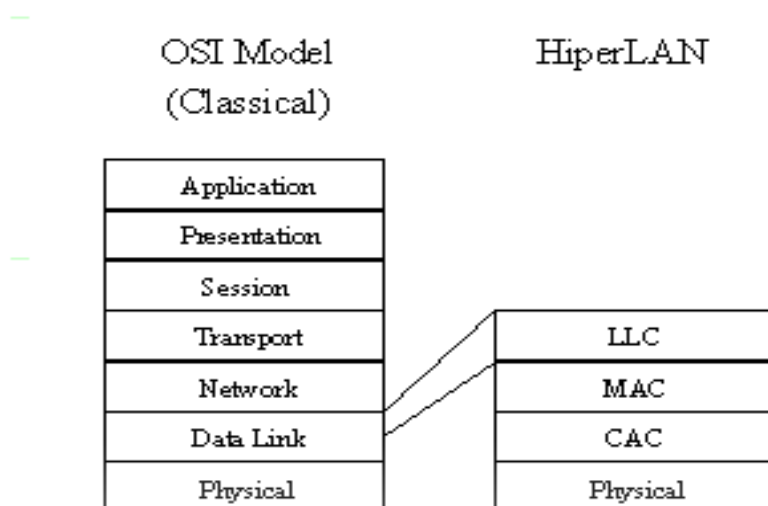 OSI Model
(Classical)
HiperLAN
Application
Presentation
Session
Transport
Network
Data Link
Physical
LLC
MAC
CAC
Physical